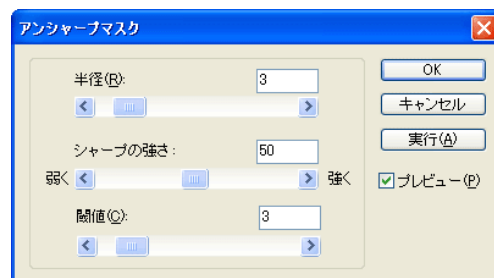 アンシャープマスク
半径(R): 3
OK
キャンセル
実行(A)
シャープの強さ: 50
弱く 強く
プレビュー(P)
閾値(C): 3